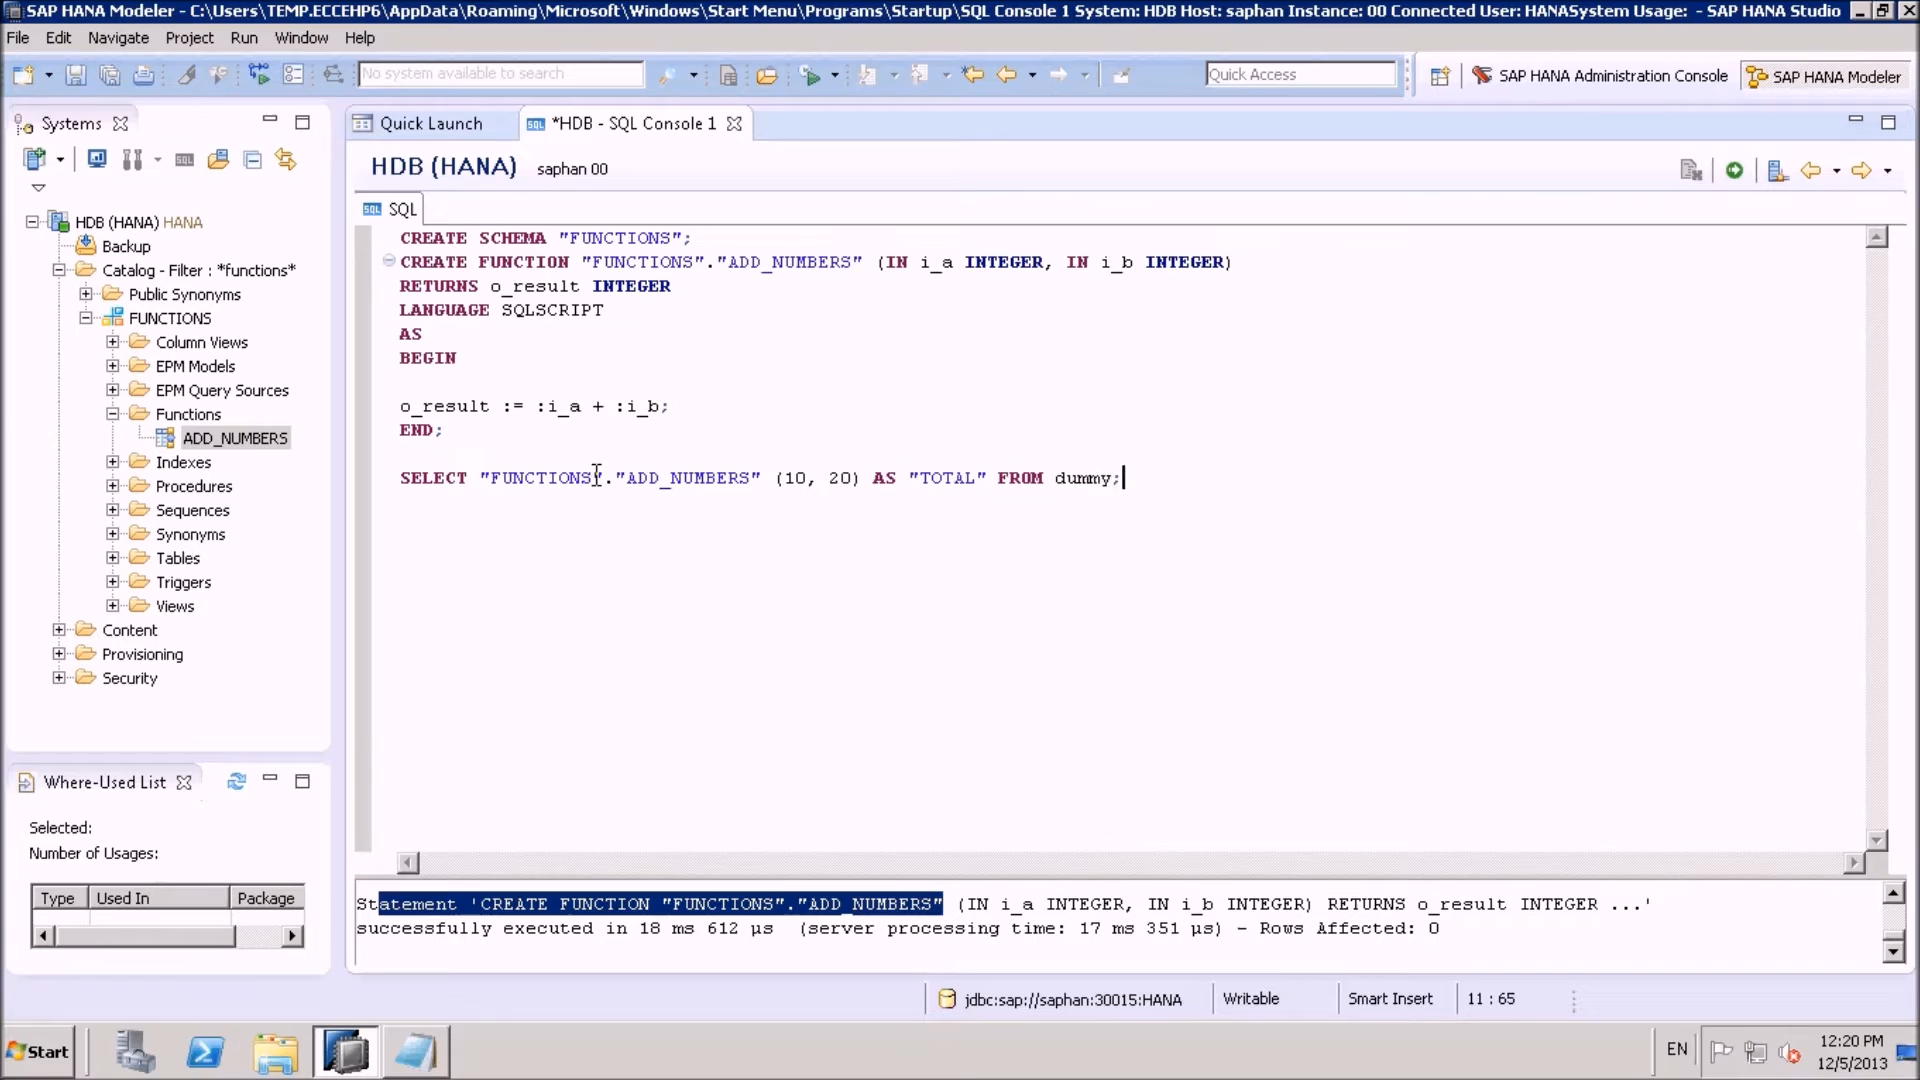 SAP HANA Modeler - C:\Users\TEMP.ECCEHP6\AppData\Roaming\Microsoft\Windows\Start Menu\Programs\Startup\SQL Console 1 System: HDB Host: saphan Instance: 00 Connected User: HANASystem Usage:  - SAP HANA Studio
File Edit Navigate Project Run Window Help
No system available to search
Quick Access
SAP HANA Administration Console
SAP HANA Modeler
Systems
Quick Launch
*HDB - SQL Console 1
SQL
HDB (HANA) saphan 00
SQL
HDB (HANA) HANA
Backup
Catalog - Filter : *functions*
Public Synonyms
FUNCTIONS
Column Views
EPM Models
EPM Query Sources
Functions
ADD_NUMBERS
Indexes
Procedures
Sequences
Synonyms
Tables
Triggers
Views
Content
Provisioning
Security
SQL
CREATE SCHEMA "FUNCTIONS";
CREATE FUNCTION "FUNCTIONS"."ADD_NUMBERS" (IN i_a INTEGER, IN i_b INTEGER)
RETURNS o_result INTEGER
LANGUAGE SQLSCRIPT
AS
BEGIN
o_result := :i_a + :i_b;
END;
SELECT "FUNCTIONS"."ADD_NUMBERS" (10, 20) AS "TOTAL" FROM dummy;
Where-Used List
Selected:
Number of Usages:
Type Used In Package
Statement 'CREATE FUNCTION "FUNCTIONS"."ADD_NUMBERS" (IN i_a INTEGER, IN i_b INTEGER) RETURNS o_result INTEGER ...'
successfully executed in 18 ms 612 µs  (server processing time: 17 ms 351 µs) - Rows Affected: 0
jdbc:sap://saphan:30015:HANA
Writable
Smart Insert
11 : 65
Start
EN
12:20 PM
12/5/2013